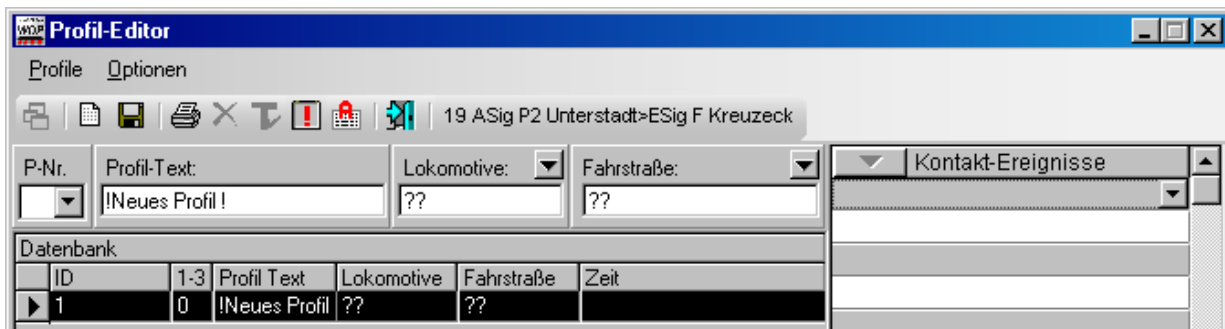 WDP Profil-Editor
Profile Optionen
19 ASig P2 Unterstadt>ESig F Kreuzeck
P-Nr. Profil-Text: Lokomotive: Fahrstraße: Kontakt-Ereignisse
!Neues Profil ! ?? ??
Datenbank
ID 1-3 Profil Text Lokomotive Fahrstraße Zeit
1 0 !Neues Profil ?? ??